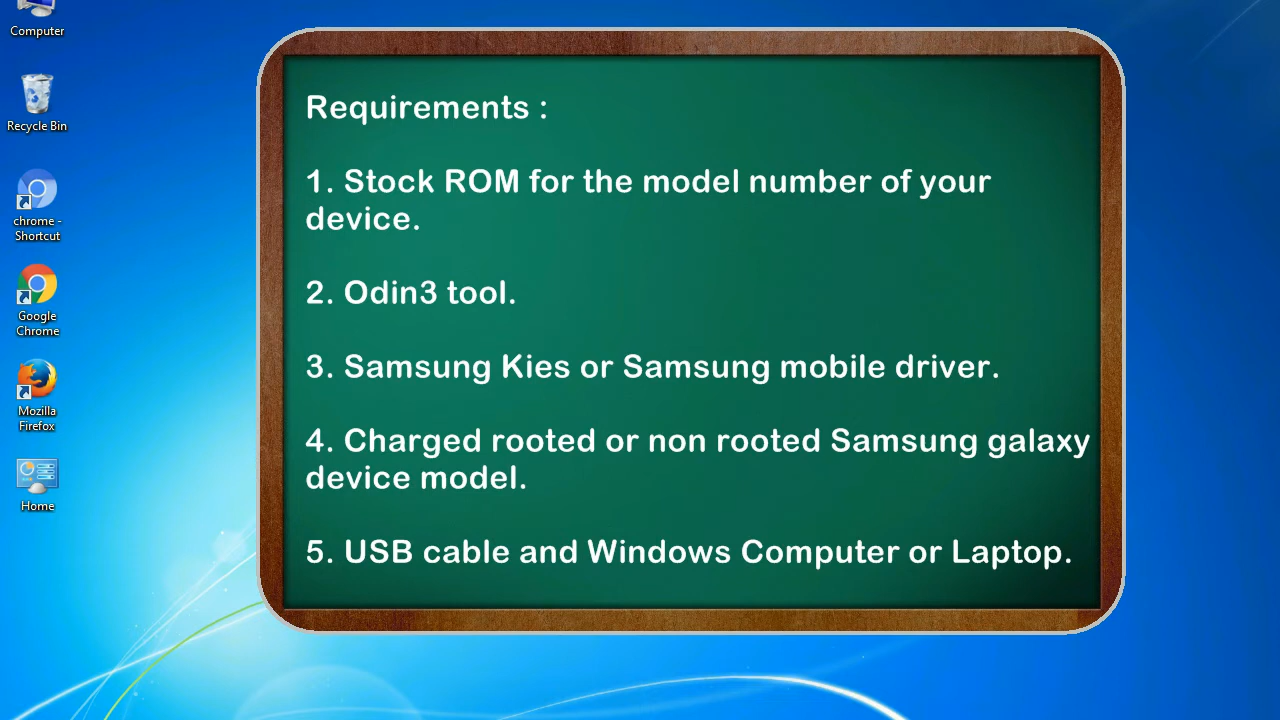 Computer
Recycle Bin
chrome -
Shortcut
Google
Chrome
Mozilla
Firefox
Home
Requirements :
1. Stock ROM for the model number of your
device.
2. Odin3 tool.
3. Samsung Kies or Samsung mobile driver.
4. Charged rooted or non rooted Samsung galaxy
device model.
5. USB cable and Windows Computer or Laptop.